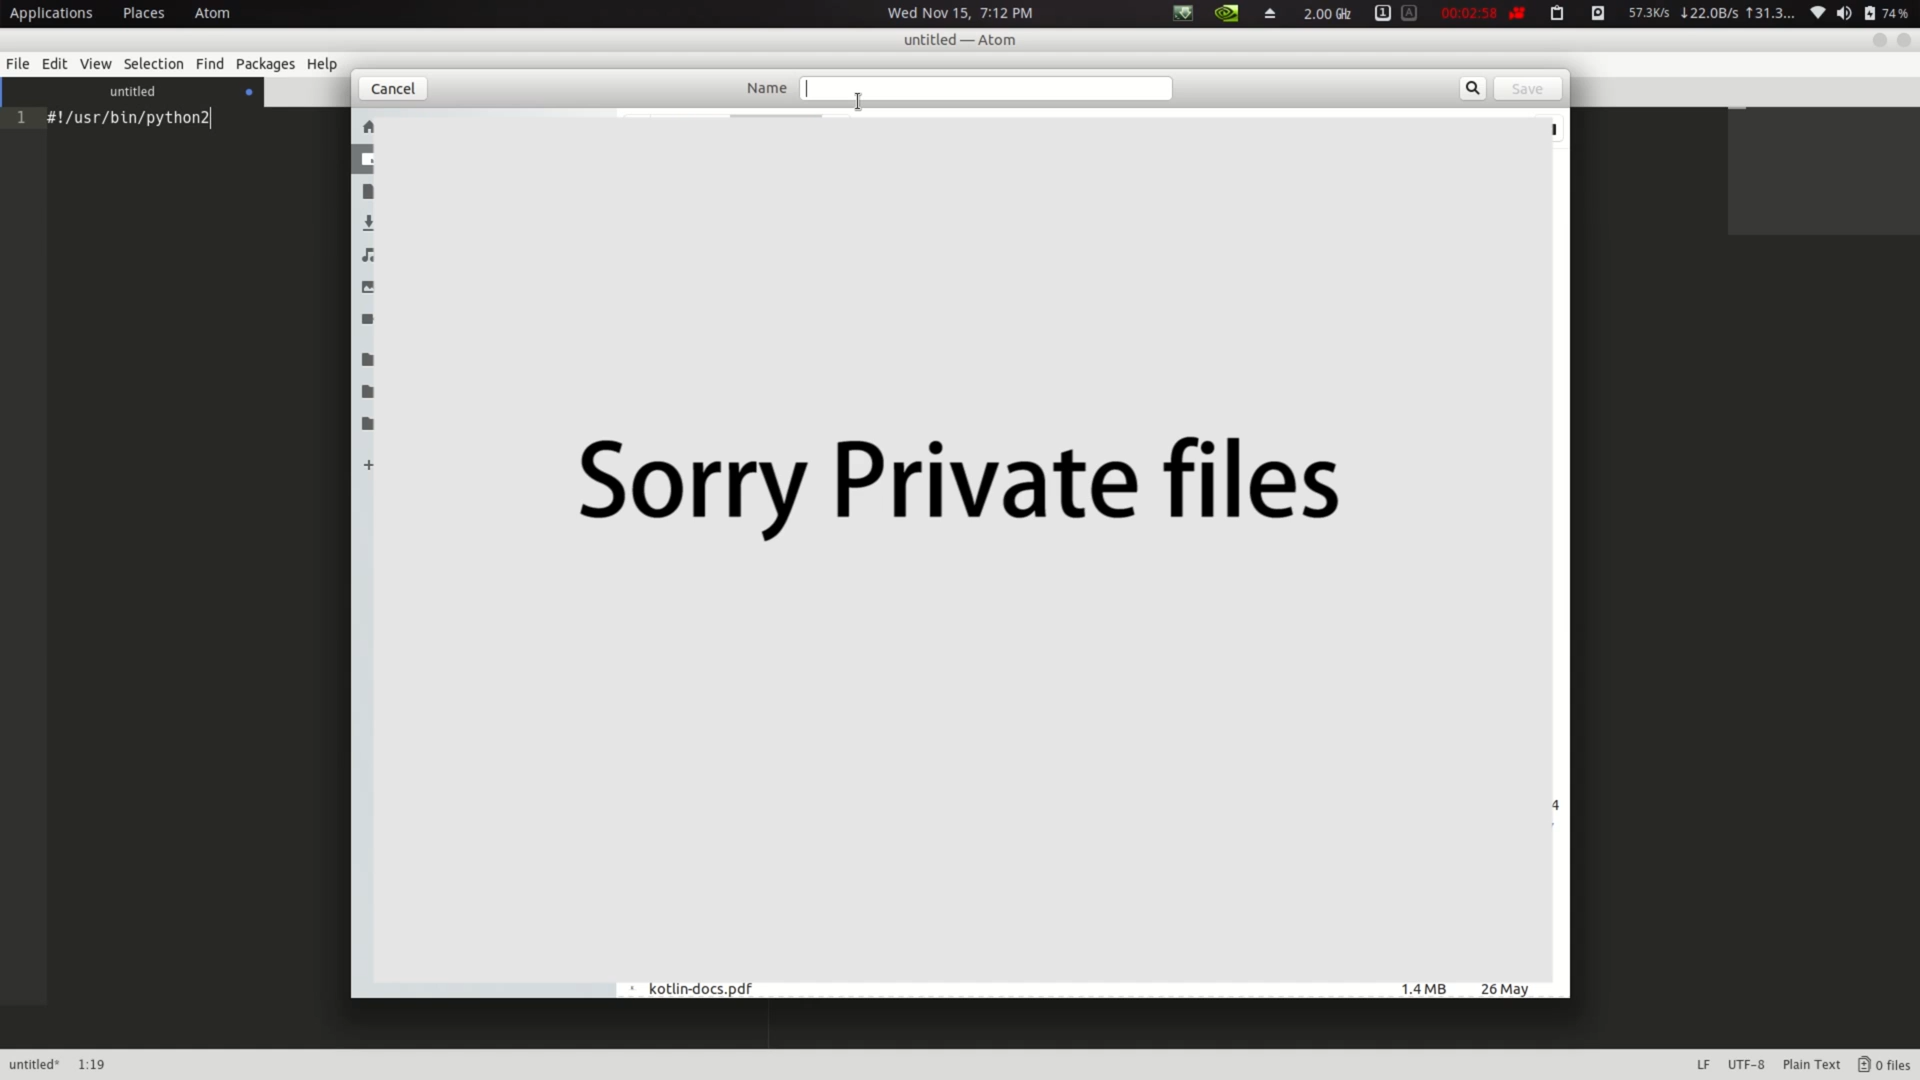 Applications Places Atom Wed Nov 15, 7:12 PM 2.00 GHz 1 A 00:02:58 57.3K/s ↓22.0B/s ↑31.3... 74%
untitled — Atom
File Edit View Selection Find Packages Help
Cancel Name Save
untitled
1 #!/usr/bin/python2
Sorry Private files
4
kotlin-docs.pdf 1.4 MB 26 May
untitled* 1:19 LF UTF-8 Plain Text 0 files